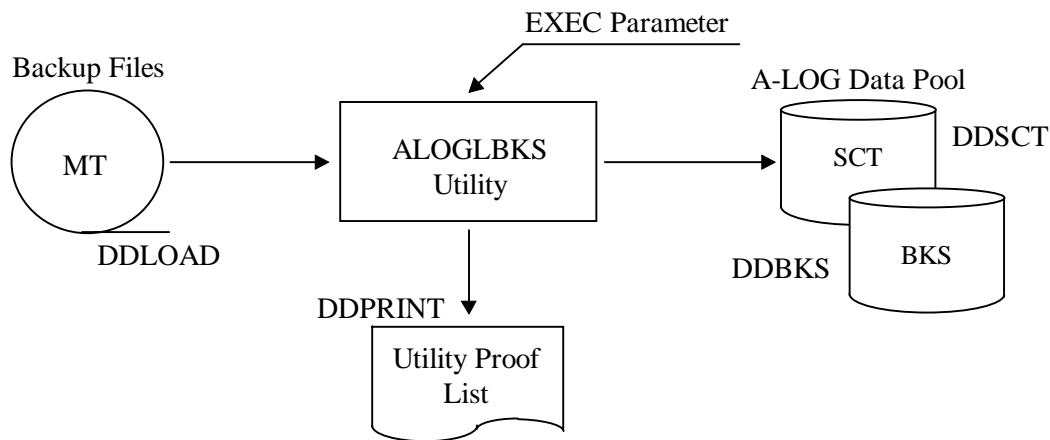 EXEC Parameter
Backup Files
A-LOG Data Pool
MT
ALOGLBKS
Utility
SCT
DDSCT
DDLOAD
DDBKS
BKS
DDPRINT
Utility Proof
List